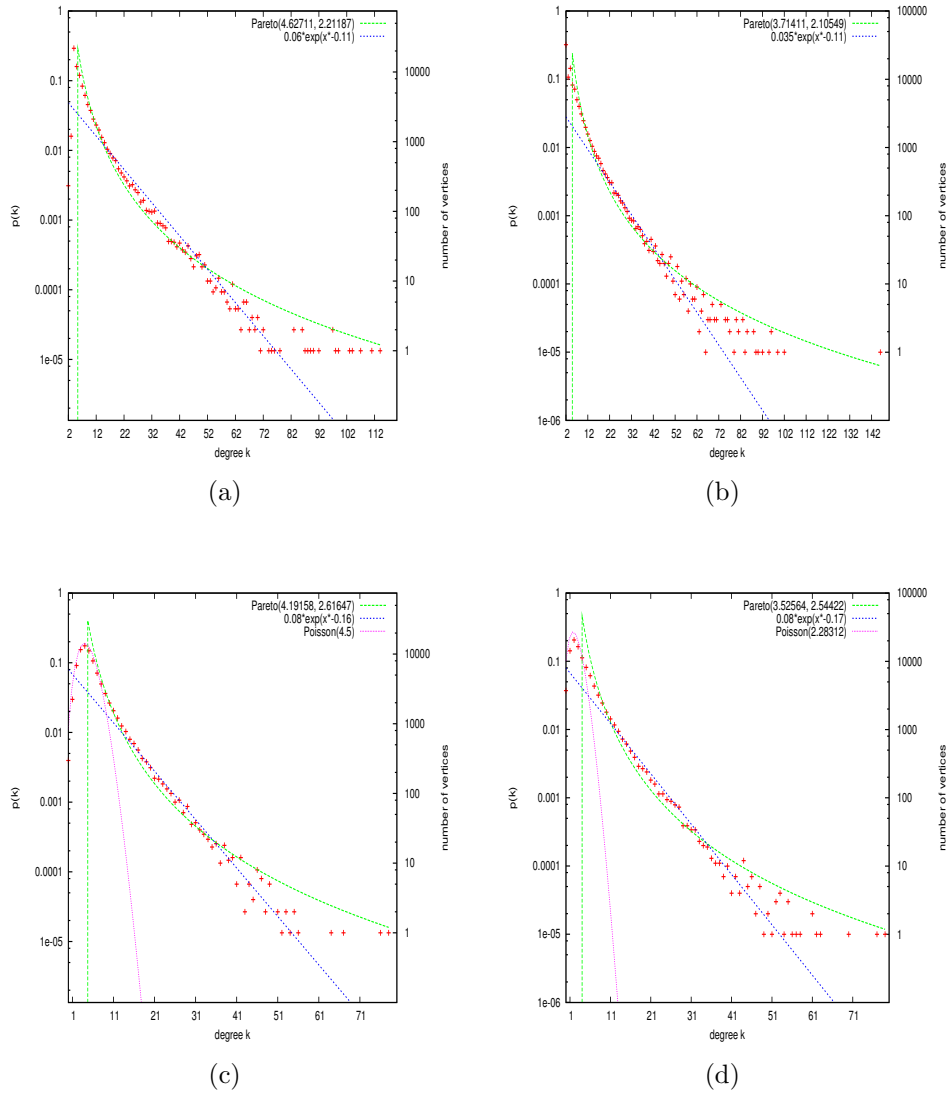 Pareto(4.62711, 2.21187)
0.06*exp(x*-0.11)
1
0.1
0.01
0.001
0.0001
1e-05
p(k)
10000
1000
100
10
1
number of vertices
2 12 22 32 42 52 62 72 82 92 102 112
degree k
(a)
Pareto(3.71411, 2.10549)
0.035*exp(x*-0.11)
1
0.1
0.01
0.001
0.0001
1e-05
1e-06
p(k)
100000
10000
1000
100
10
1
number of vertices
2 12 22 32 42 52 62 72 82 92 102 112 122 132 142
degree k
(b)
Pareto(4.19158, 2.61647)
0.08*exp(x*-0.16)
Poisson(4.5)
1
0.1
0.01
0.001
0.0001
1e-05
p(k)
10000
1000
100
10
1
number of vertices
1 11 21 31 41 51 61 71
degree k
(c)
Pareto(3.52564, 2.54422)
0.08*exp(x*-0.17)
Poisson(2.28312)
1
0.1
0.01
0.001
0.0001
1e-05
1e-06
p(k)
100000
10000
1000
100
10
1
number of vertices
1 11 21 31 41 51 61 71
degree k
(d)